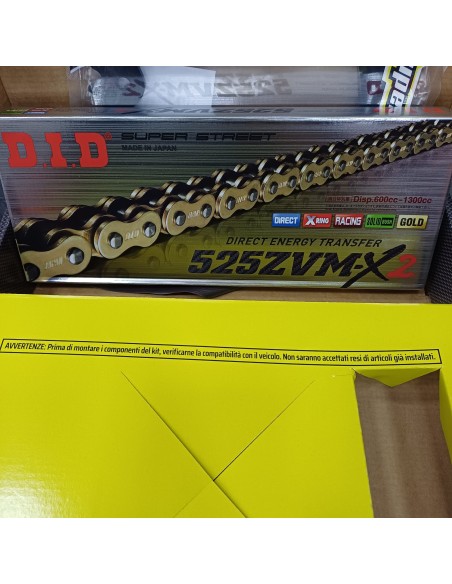 D.I.D
SUPER STREET
MADE IN JAPAN
Disp.600cc-1300cc
DIRECT
X RING
RACING
SOLID
GOLD
DIRECT ENERGY TRANSFER
525ZVM-X2
AVVERTENZE: Prima di montare i componenti del kit, verificarne la compatibilità con il veicolo. Non saranno accettati resi di articoli già installati.